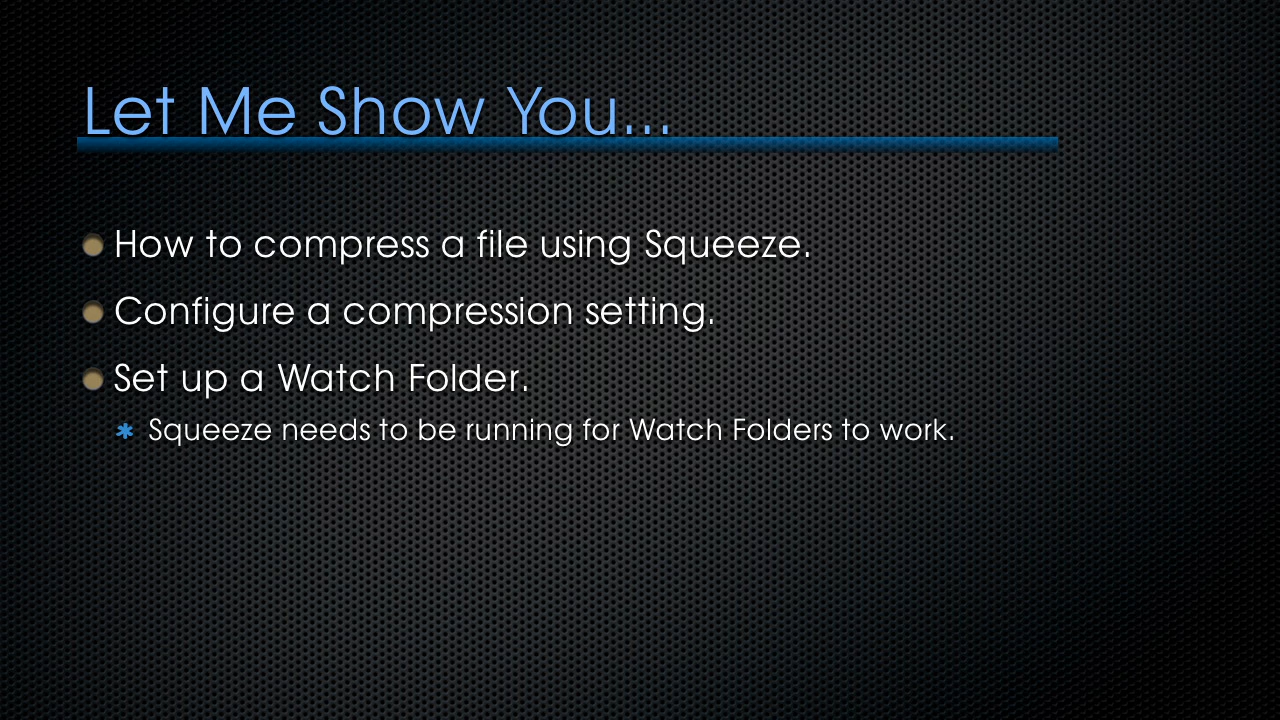 Let Me Show You...
How to compress a file using Squeeze.
Configure a compression setting.
Set up a Watch Folder.
Squeeze needs to be running for Watch Folders to work.